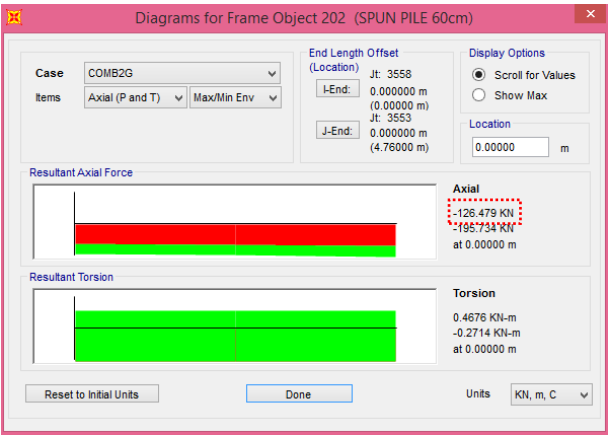 Diagrams for Frame Object 202 (SPUN PILE 60cm)
Case COMB2G
Items Axial (P and T) Max/Min Env
End Length Offset
(Location)
Jt: 3558
I-End: 0.000000 m
(0.00000 m)
Jt: 3553
J-End: 0.000000 m
(4.76000 m)
Display Options
Scroll for Values
Show Max
Location
0.00000 m
Resultant Axial Force
Axial
-126.479 KN
-195.734 KN
at 0.00000 m
Resultant Torsion
Torsion
0.4676 KN-m
-0.2714 KN-m
at 0.00000 m
Reset to Initial Units Done Units KN, m, C